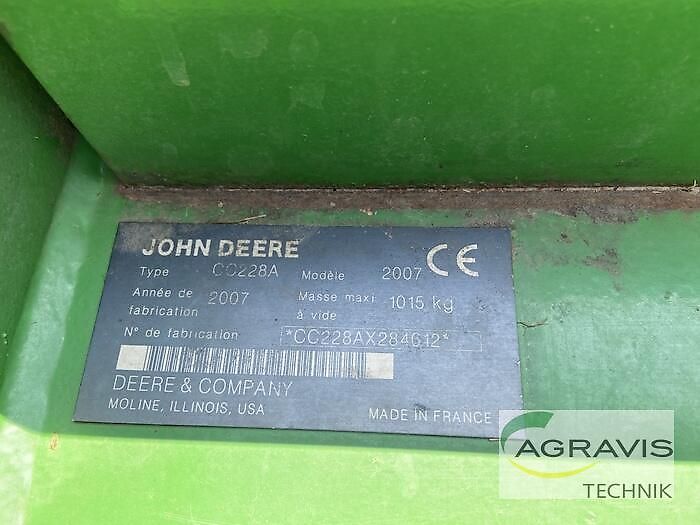 JOHN DEERE
Type CC228A Modèle 2007 CE
Année de fabrication 2007 Masse maxi à vide 1015 kg
N° de fabrication *CC228AX284612*
DEERE & COMPANY
MOLINE, ILLINOIS, USA
MADE IN FRANCE
AGRAVIS
TECHNIK